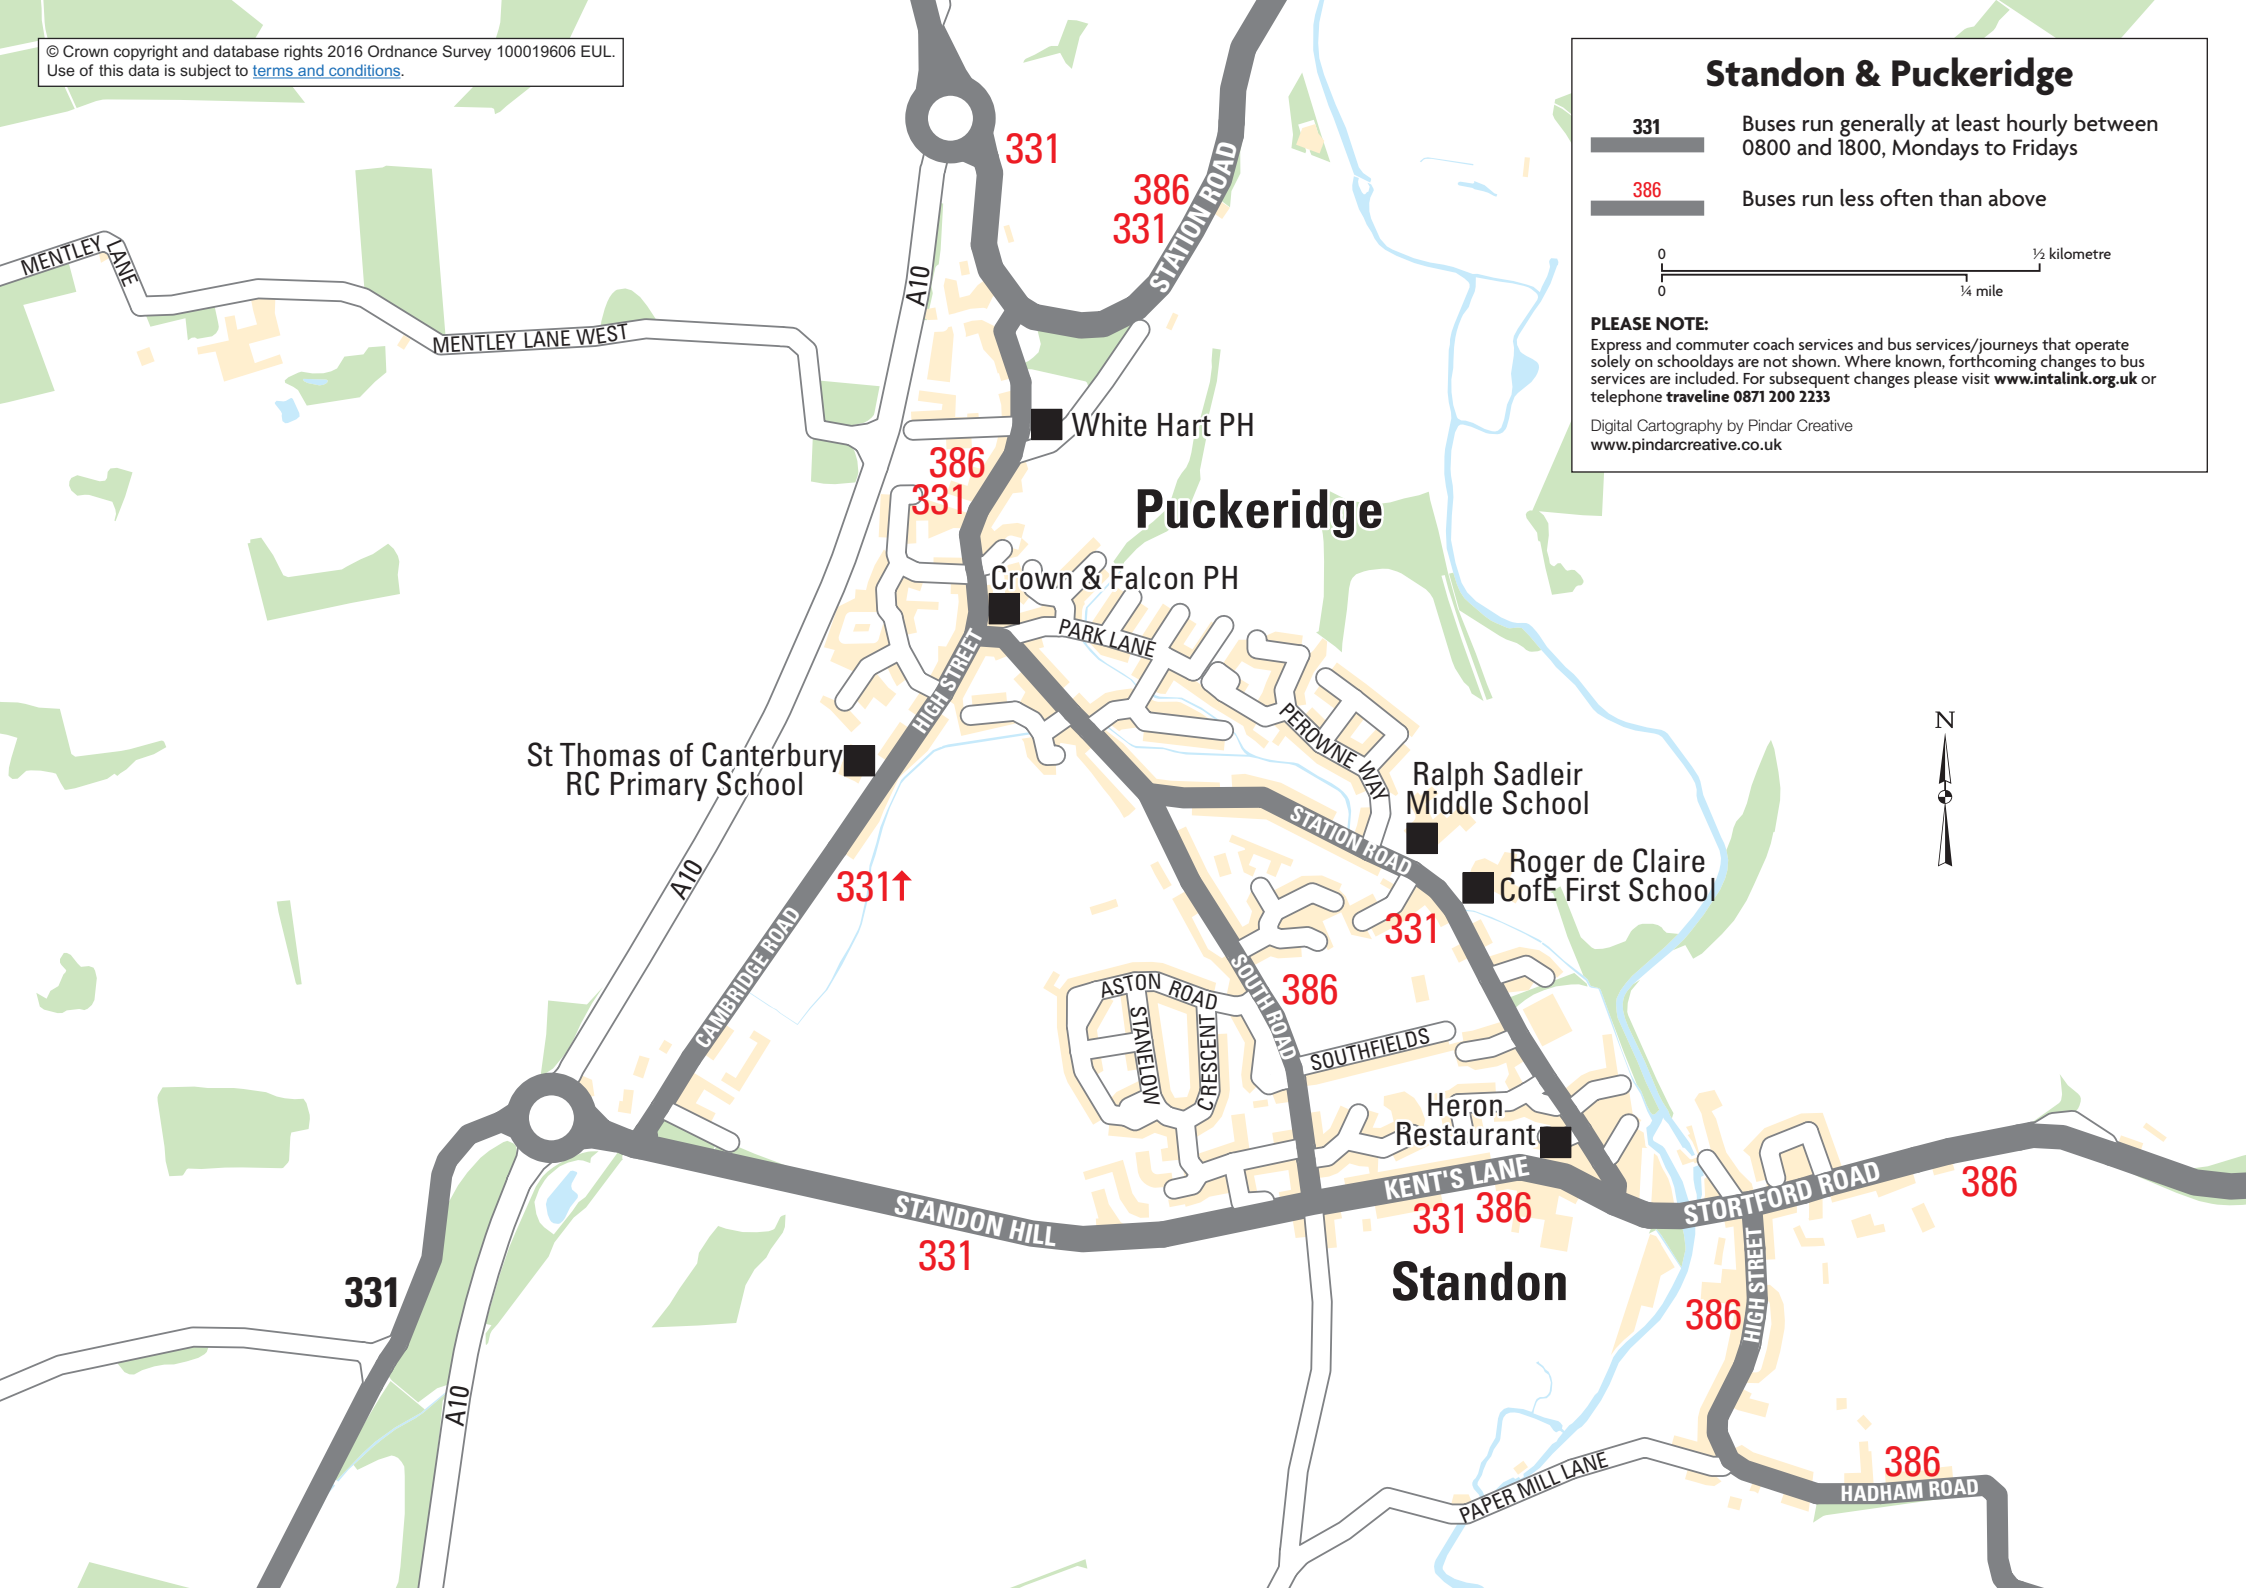 © Crown copyright and database rights 2016 Ordnance Survey 100019606 EUL.
Use of this data is subject to terms and conditions.
Standon & Puckeridge
331
Buses run generally at least hourly between
0800 and 1800, Mondays to Fridays
386
Buses run less often than above
0
½ kilometre
0
¼ mile
PLEASE NOTE:
Express and commuter coach services and bus services/journeys that operate
solely on schooldays are not shown. Where known, forthcoming changes to bus
services are included. For subsequent changes please visit www.intalink.org.uk or
telephone traveline 0871 200 2233
Digital Cartography by Pindar Creative
www.pindarcreative.co.uk
331
386
331
STATION ROAD
MENTLEY LANE
A10
MENTLEY LANE WEST
White Hart PH
386
331
Puckeridge
Crown & Falcon PH
PARK LANE
HIGH STREET
PEROWNE WAY
N
St Thomas of Canterbury
RC Primary School
Ralph Sadleir
Middle School
STATION ROAD
Roger de Claire
CofE First School
A10
331
331
CAMBRIDGE ROAD
SOUTH ROAD
386
ASTON ROAD
STANELOW
CRESCENT
SOUTHFIELDS
Heron
Restaurant
KENT'S LANE
331 386
STORTFORD ROAD
386
STANDON HILL
331
Standon
331
386
HIGH STREET
A10
PAPER MILL LANE
386
HADHAM ROAD